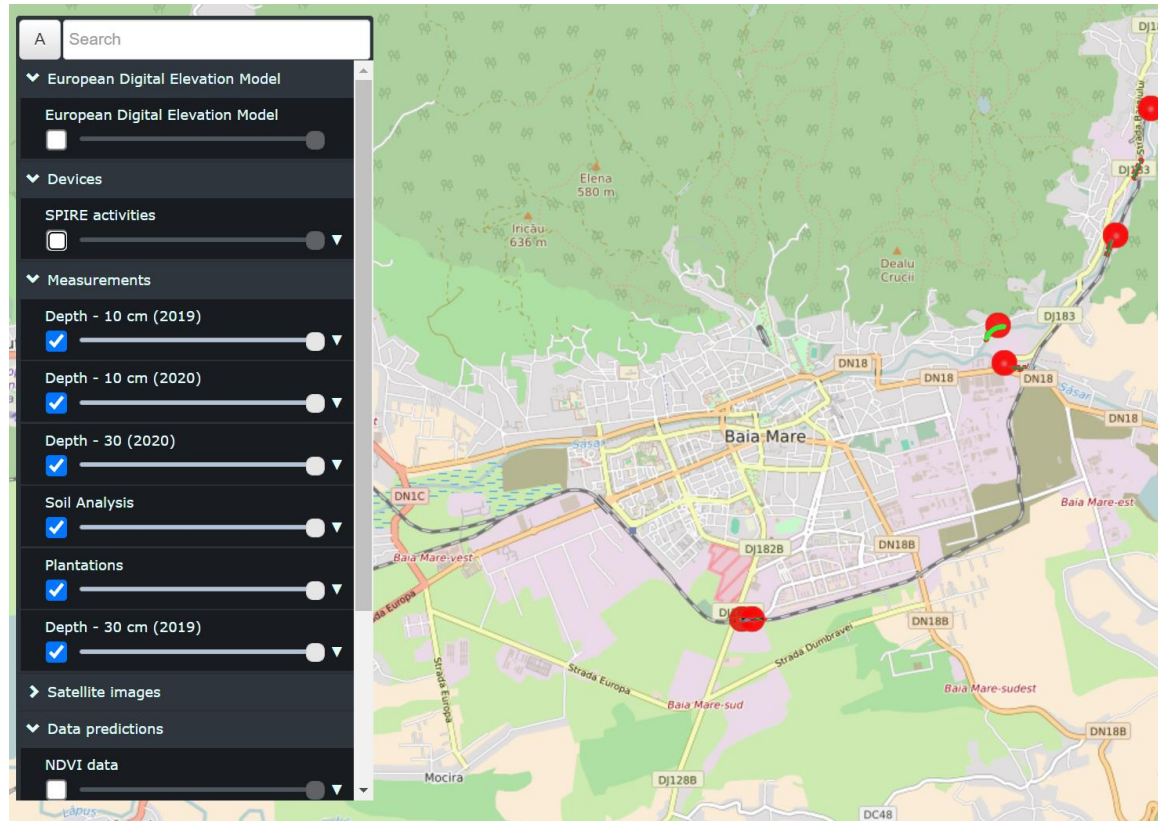 A
Search
European Digital Elevation Model
European Digital Elevation Model
Devices
SPIRE activities
Measurements
Depth - 10 cm (2019)
Depth - 10 cm (2020)
Depth - 30 (2020)
Soil Analysis
Plantations
Depth - 30 cm (2019)
Satellite images
Data predictions
NDVI data
Elena
580 m
Iricău
636 m
Dealu
Crucii
DJ183
DJ183
DN18
DN18
DN18
DN18
Săsar
Săsar
Baia Mare
DN1C
Baia Mare-vest
Baia Mare-est
DJ182B
DN18B
DN18B
Strada Dumbravei
Strada Europa
Strada Europa
Baia Mare-sud
Baia Mare-sudest
DN18B
Mocira
DJ128B
DC48
Lăpuș